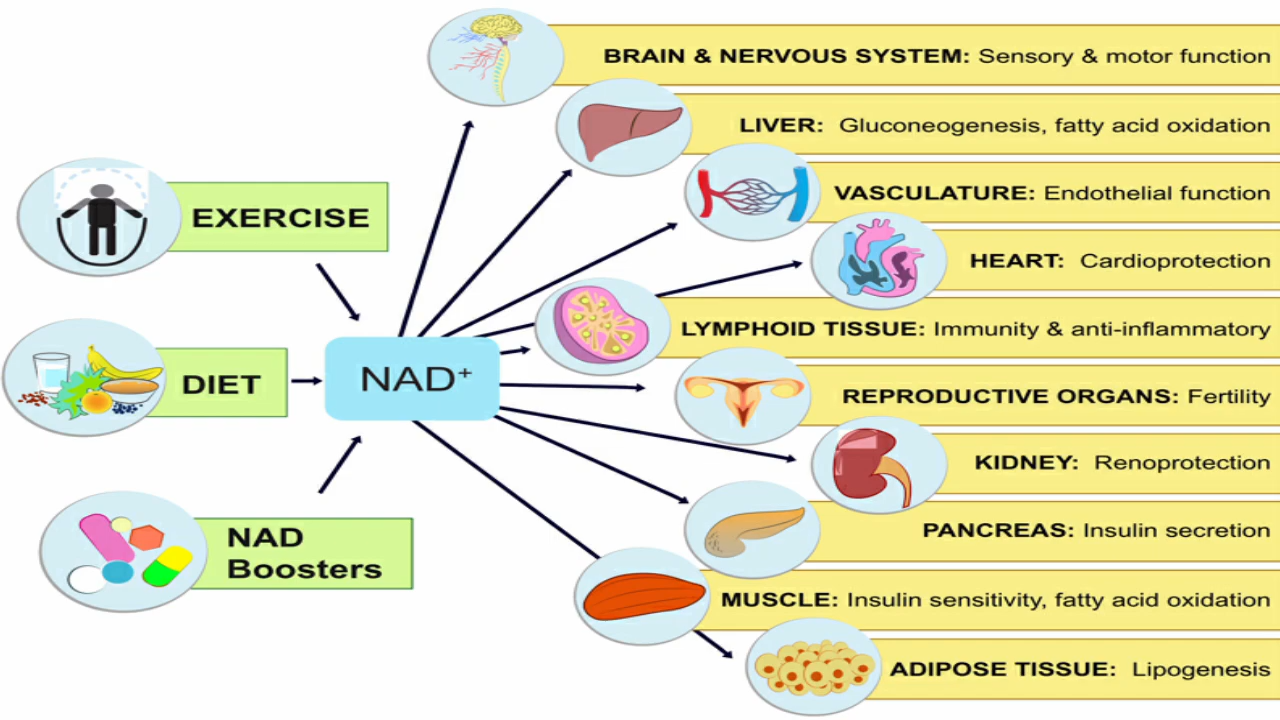 EXERCISE
DIET
NAD
Boosters
NAD⁺
BRAIN & NERVOUS SYSTEM: Sensory & motor function
LIVER: Gluconeogenesis, fatty acid oxidation
VASCULATURE: Endothelial function
HEART: Cardioprotection
LYMPHOID TISSUE: Immunity & anti-inflammatory
REPRODUCTIVE ORGANS: Fertility
KIDNEY: Renoprotection
PANCREAS: Insulin secretion
MUSCLE: Insulin sensitivity, fatty acid oxidation
ADIPOSE TISSUE: Lipogenesis